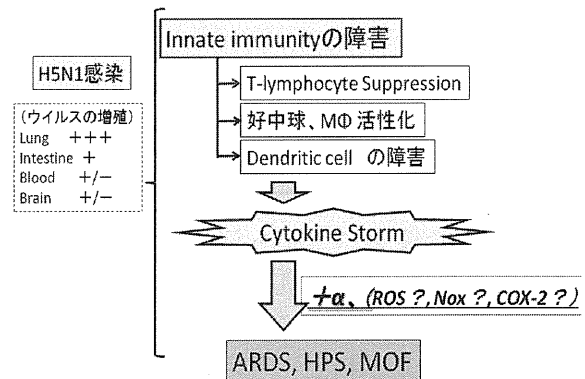 H5N1感染
(ウイルスの増殖)
Lung +++
Intestine +
Blood +/−
Brain +/−
Innate immunityの障害
T-lymphocyte Suppression
好中球、MΦ 活性化
Dendritic cell の障害
Cytokine Storm
+α、(ROS ?, Nox ?, COX-2 ?)
ARDS, HPS, MOF